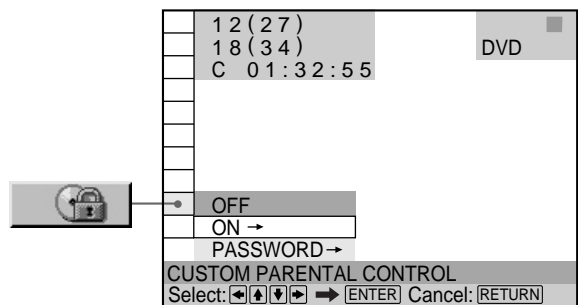 12(27)
18(34)
DVD
C 01:32:55
OFF
ON →
PASSWORD→
CUSTOM PARENTAL CONTROL
Select: ←↑↓→ → ENTER Cancel: RETURN